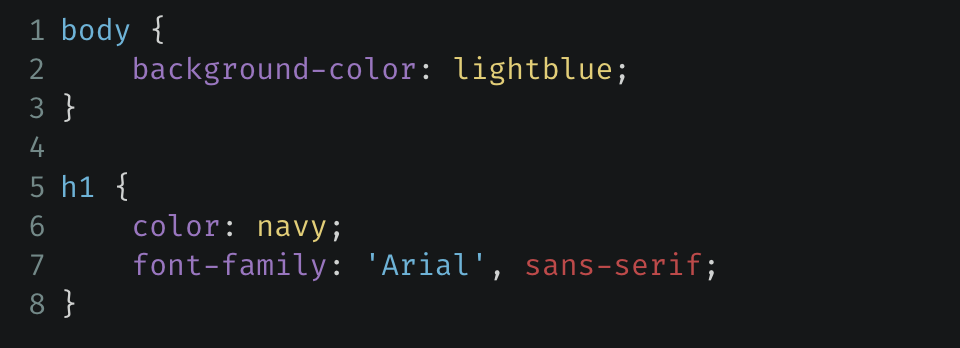 1 body {
2     background-color: lightblue;
3 }
4
5 h1 {
6     color: navy;
7     font-family: 'Arial', sans-serif;
8 }